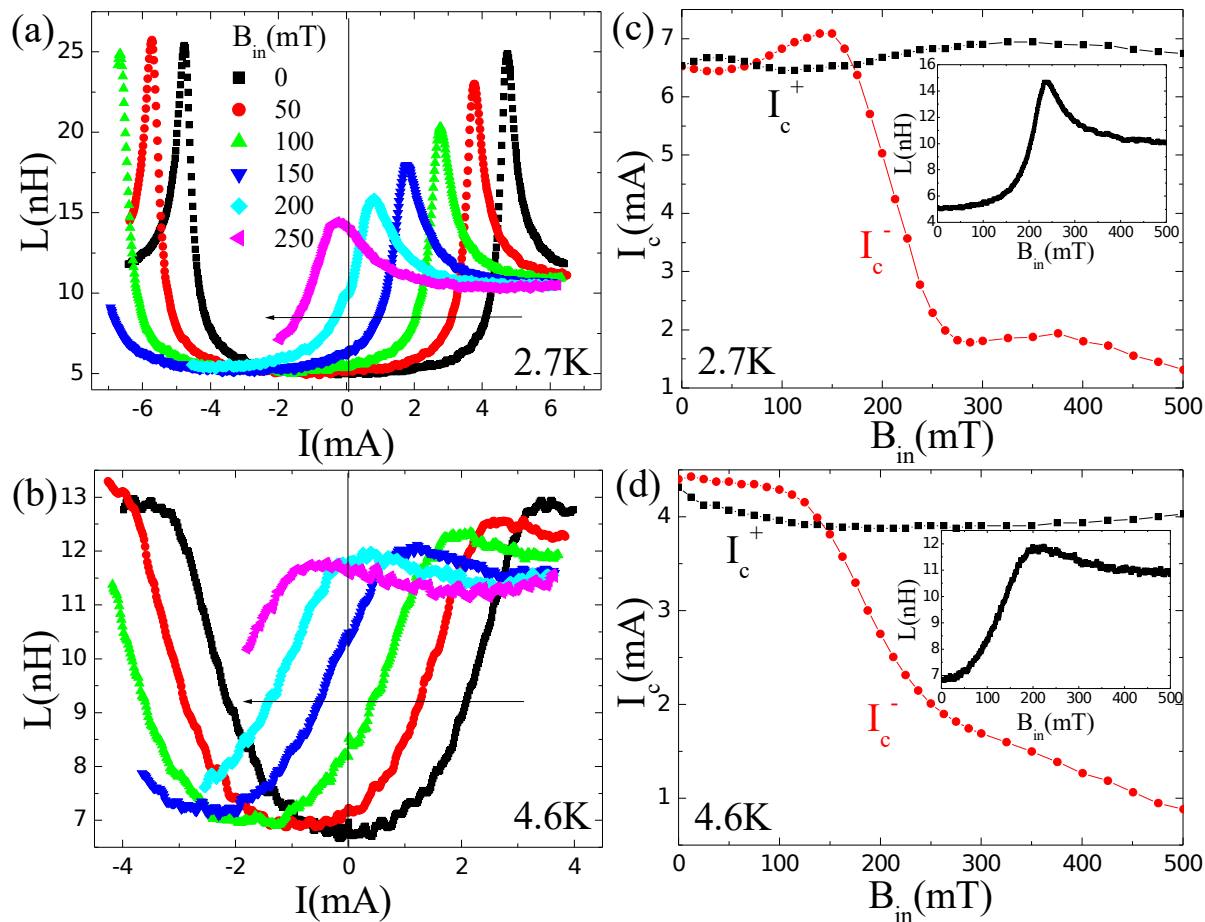 (a)
B_in(mT)
0
50
100
150
200
250
25
20
15
10
5
L(nH)
2.7K
-6 -4 -2 0 2 4 6
I(mA)
(b)
13
12
11
10
9
8
7
6
L(nH)
4.6K
-4 -2 0 2 4
I(mA)
(c)
7
6
5
4
3
2
1
I_c(mA)
I_c^+
I_c^-
2.7K
16
14
12
10
8
6
4
L(nH)
0 100 200 300 400 500
B_in(mT)
0 100 200 300 400 500
B_in(mT)
(d)
4
3
2
1
I_c(mA)
I_c^+
I_c^-
4.6K
12
11
10
9
8
7
L(nH)
0 100 200 300 400 500
B_in(mT)
0 100 200 300 400 500
B_in(mT)